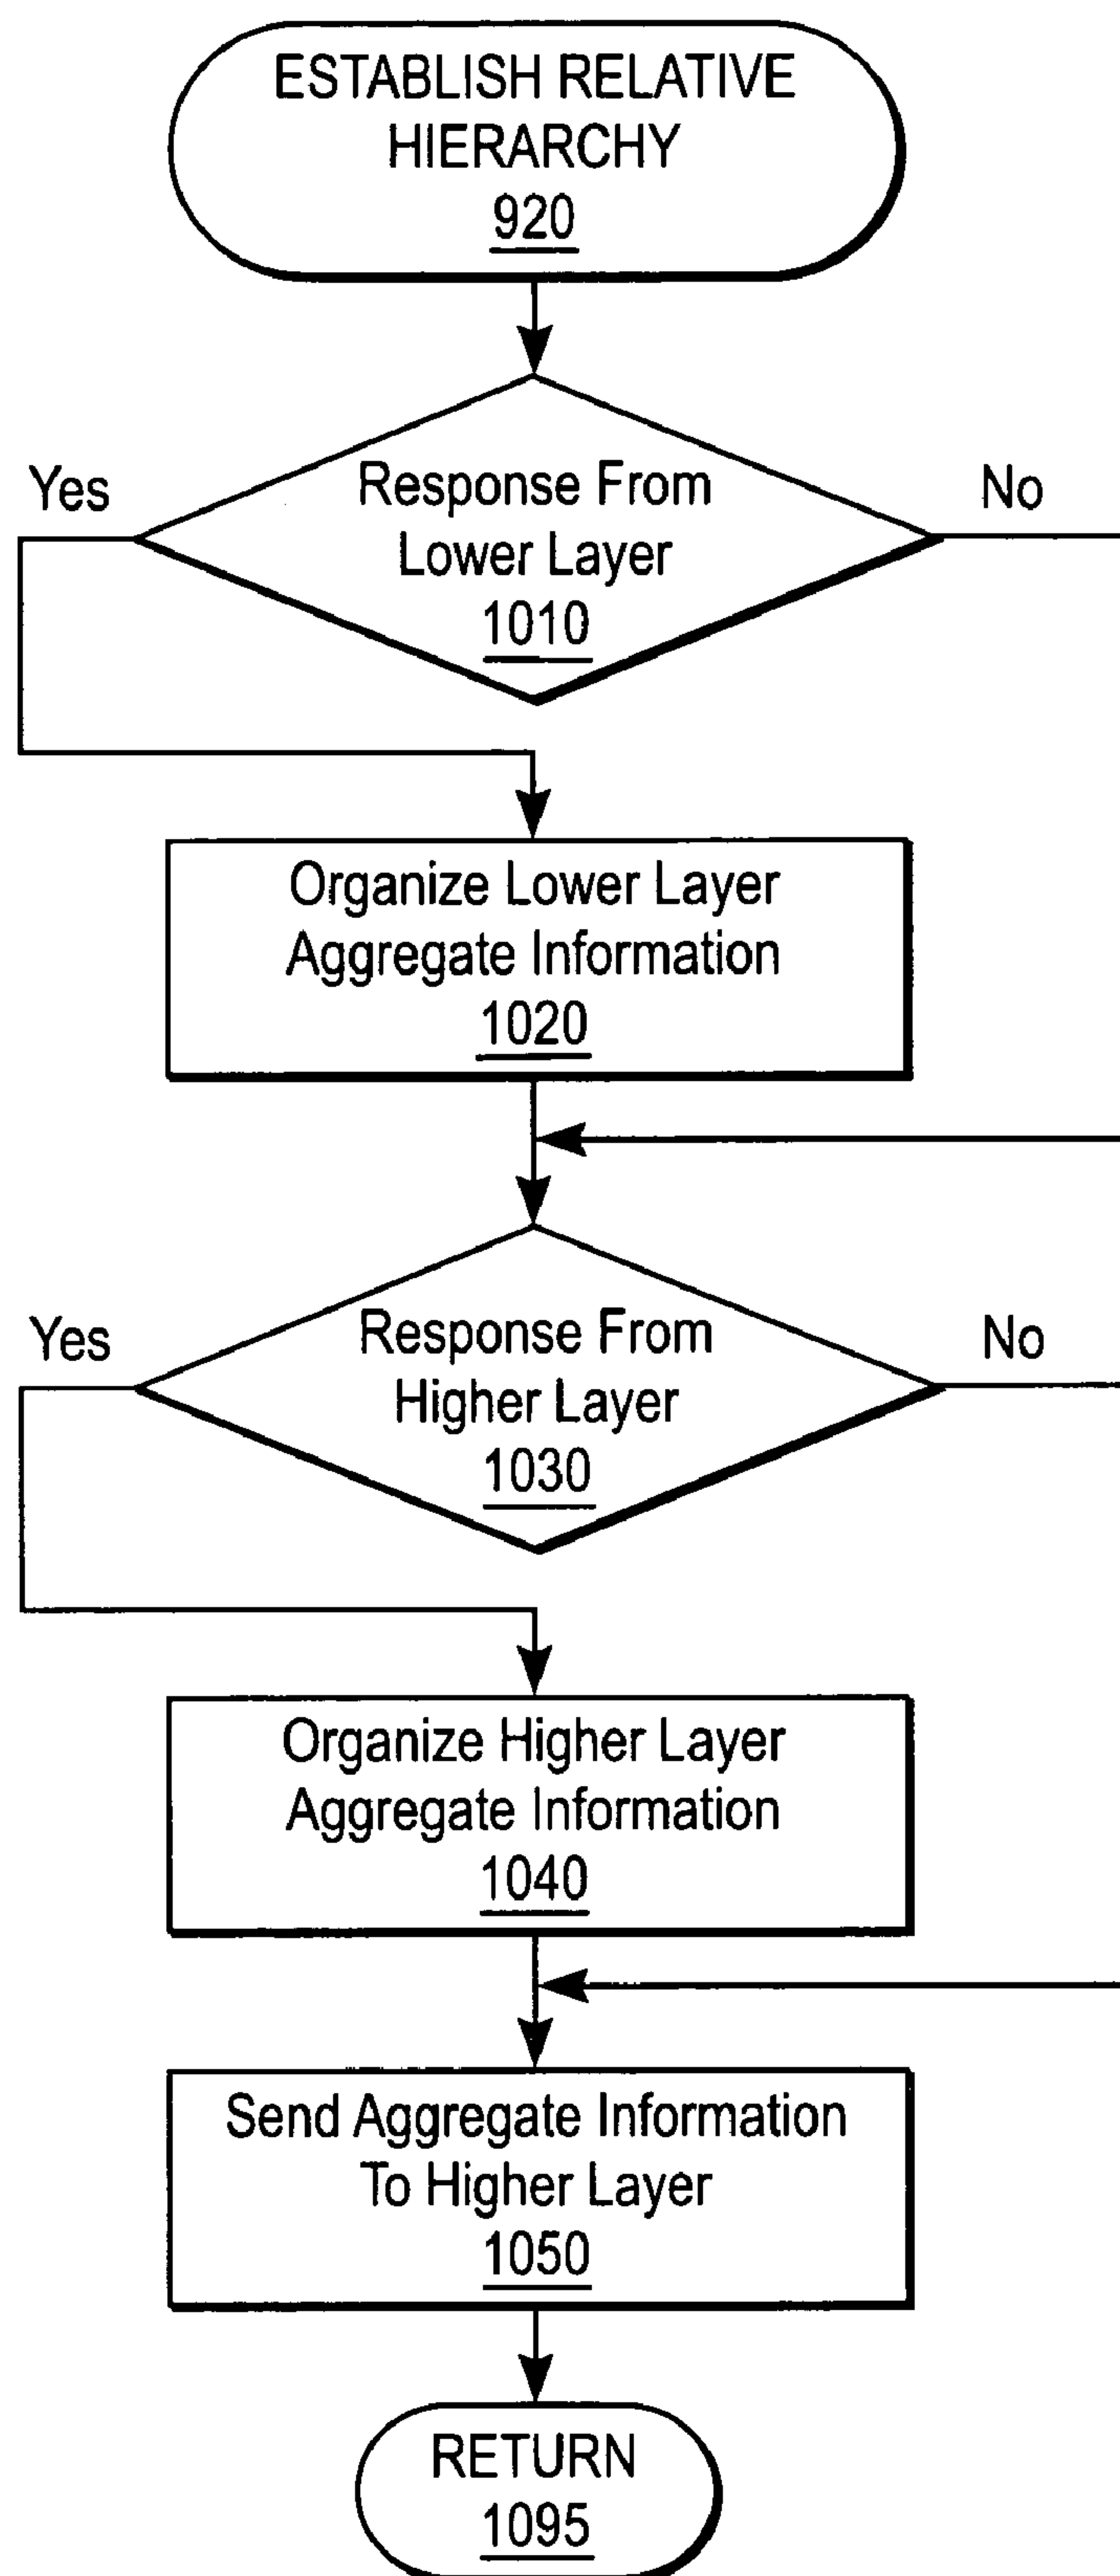 ESTABLISH RELATIVE
HIERARCHY
920
Yes
Response From
Lower Layer
1010
No
Organize Lower Layer
Aggregate Information
1020
Yes
Response From
Higher Layer
1030
No
Organize Higher Layer
Aggregate Information
1040
Send Aggregate Information
To Higher Layer
1050
RETURN
1095